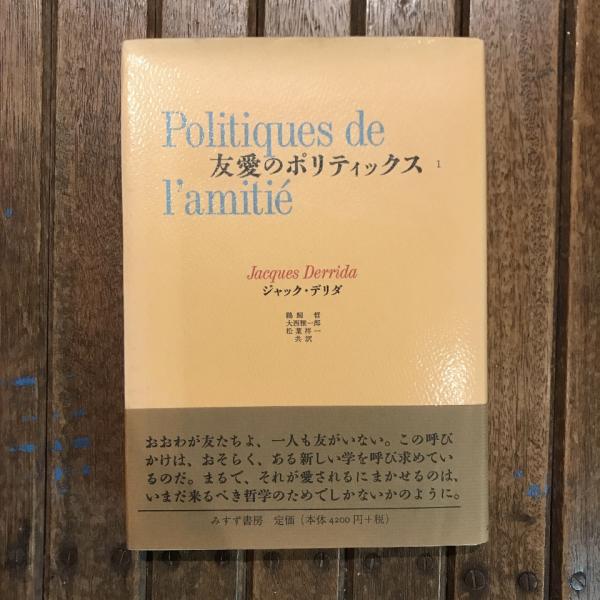 Politiques de
友愛のポリティックス 1
l'amitié
Jacques Derrida
ジャック・デリダ
鵜飼 哲
大西雅一郎
松葉祥一
共訳
おおわが友たちよ、一人も友がいない。この呼び
かけは、おそらく、ある新しい学を呼び求めてい
るのだ。まるで、それが愛されるにまかせるのは、
いまだ来るべき哲学のためでしかないかのように。
みすず書房 定価（本体4200円＋税）